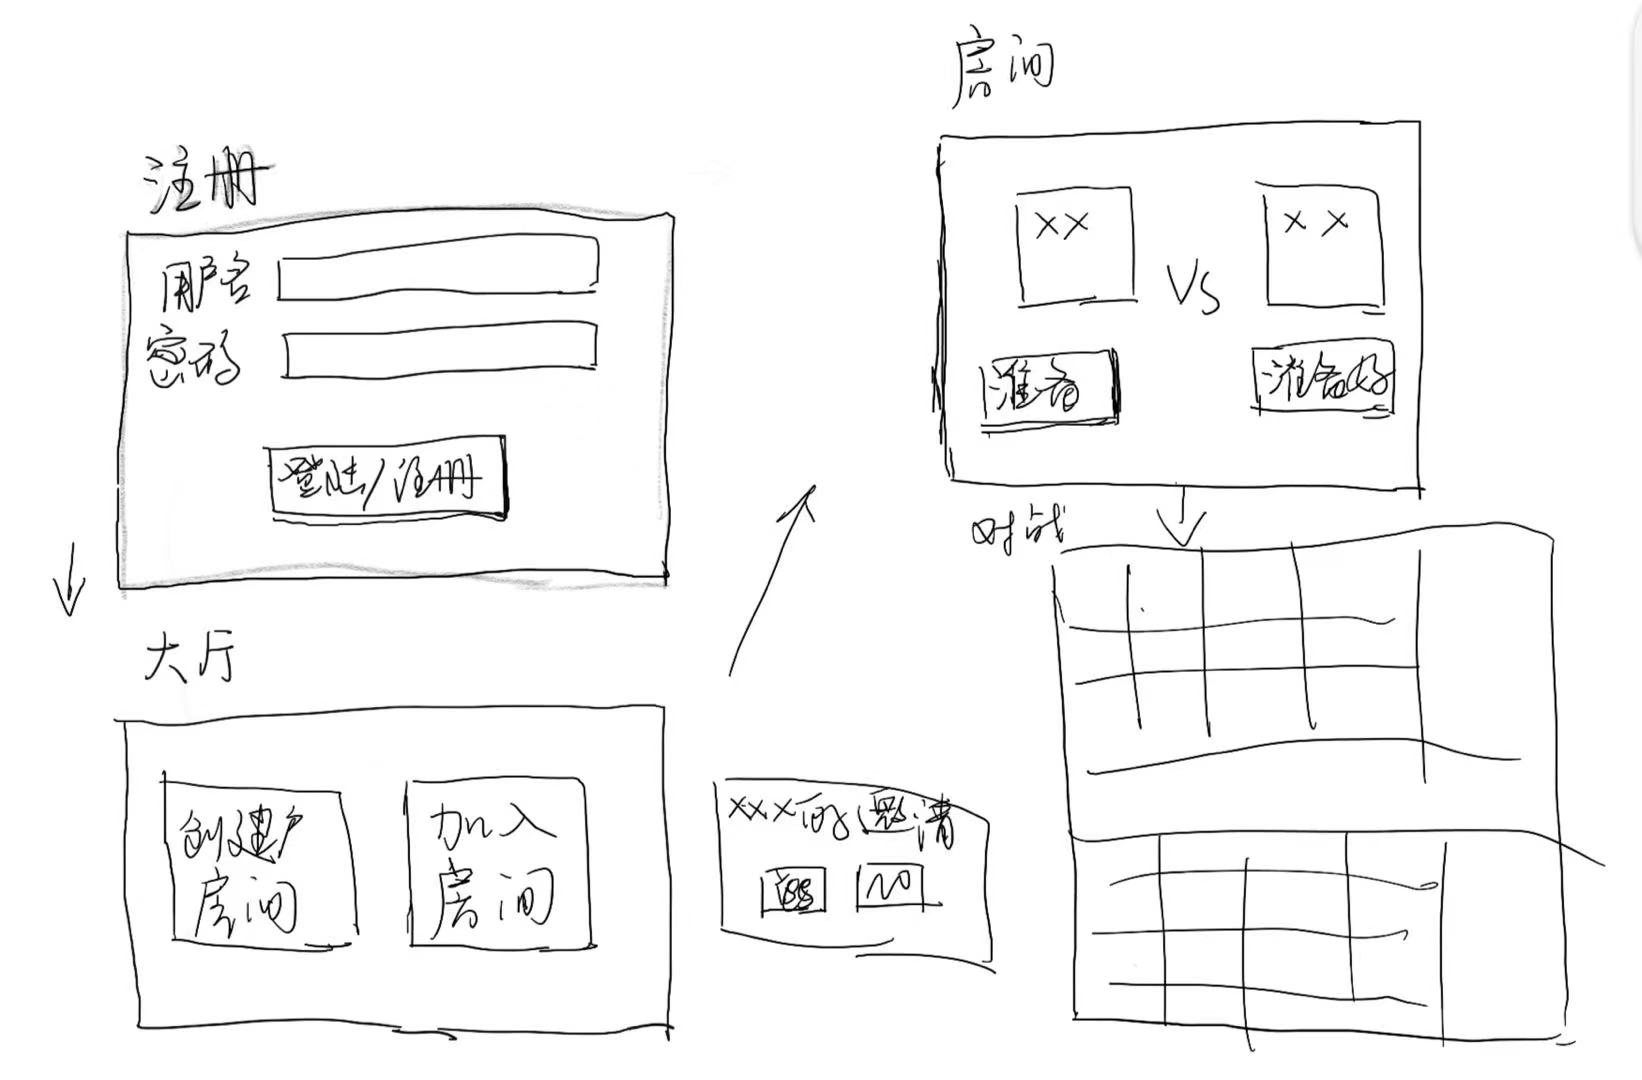 注册
用户名
密码
登陆/注册
大厅
创建
房间
加入
房间
xxx的邀请
yes
no
房间
xx
VS
xx
准备
准备好
对战